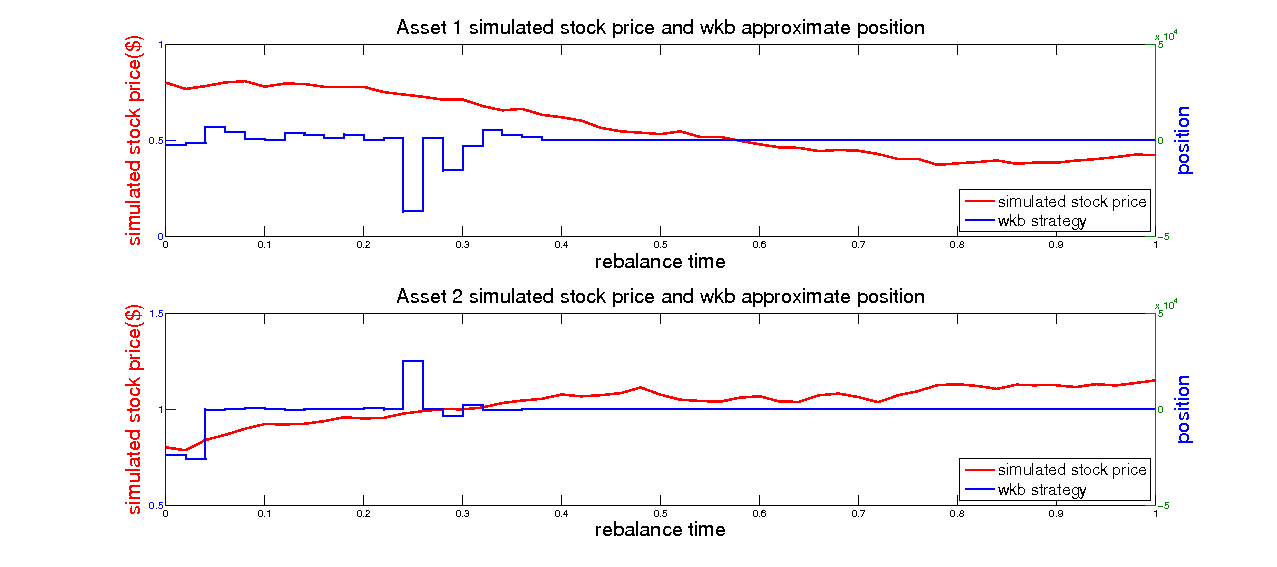 Asset 1 simulated stock price and wkb approximate position
x 10^4
simulated stock price($)
1
0.5
0
5
0
-5
position
simulated stock price
wkb strategy
0 0.1 0.2 0.3 0.4 0.5 0.6 0.7 0.8 0.9 1
rebalance time
Asset 2 simulated stock price and wkb approximate position
x 10^4
simulated stock price($)
1.5
1
0.5
5
0
-5
position
simulated stock price
wkb strategy
0 0.1 0.2 0.3 0.4 0.5 0.6 0.7 0.8 0.9 1
rebalance time